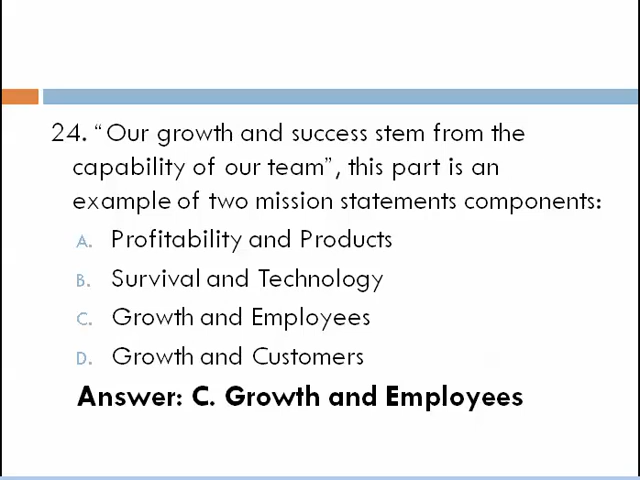 24. “Our growth and success stem from the
capability of our team”, this part is an
example of two mission statements components:
A. Profitability and Products
B. Survival and Technology
C. Growth and Employees
D. Growth and Customers
Answer: C. Growth and Employees